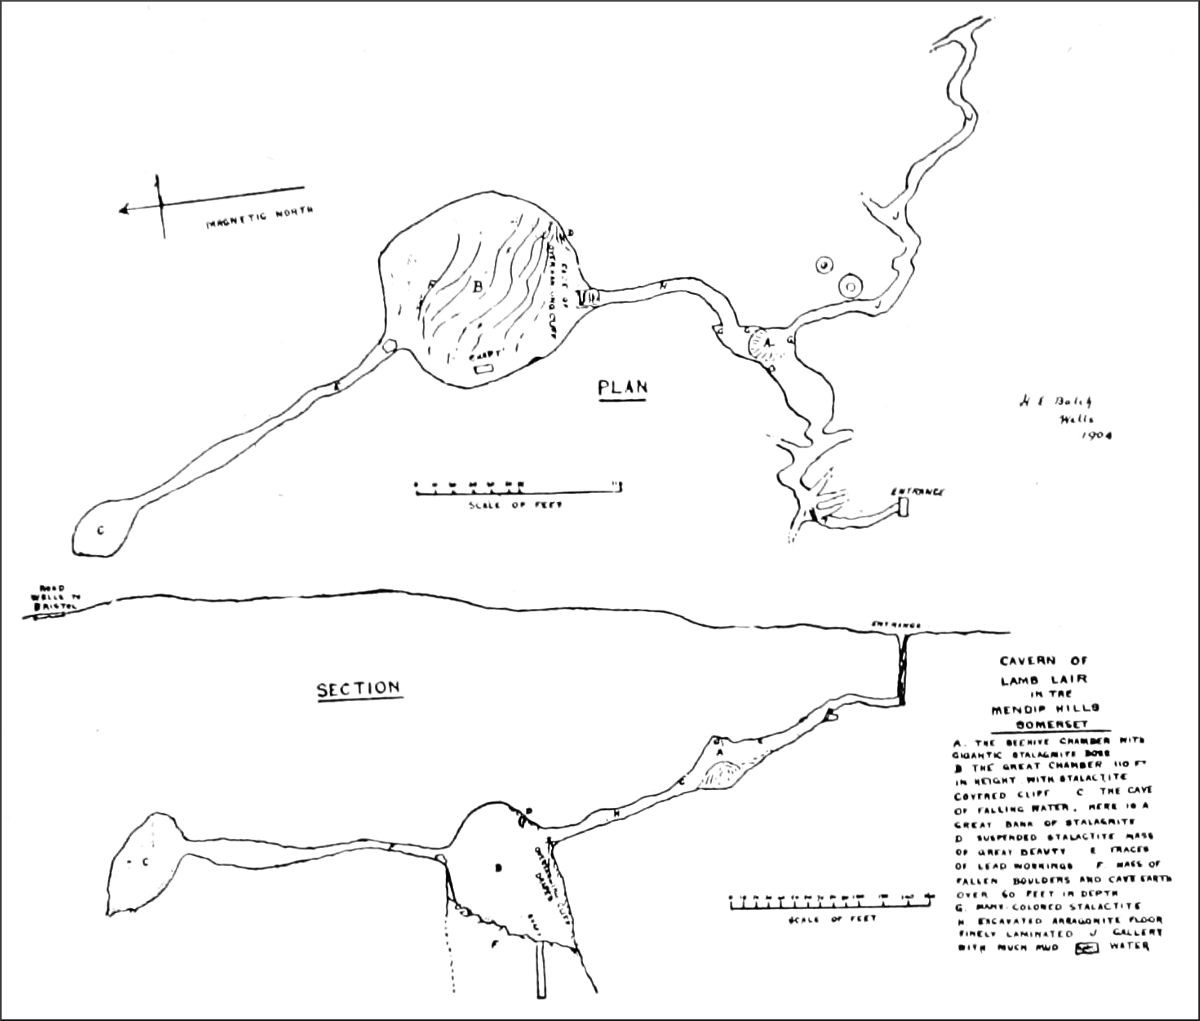 MAGNETIC NORTH
D
FACE OF
OVERHANGING CLIFF
B
H
SHAFT
E
C
PLAN
SCALE OF FEET
J
J
J
G
G
A
G
G
H E Balch
Wells
1904
ENTRANCE
ROAD
WELLS TO
BRISTOL
ENTRANCE
SECTION
G
A
G
H
D
B
OVERHANGING CLIFF
SHAFT
F
E
C
SCALE OF FEET
CAVERN OF
LAMB LAIR
IN THE
MENDIP HILLS
SOMERSET
A. THE BEEHIVE CHAMBER WITH
GIGANTIC STALAGMITE BOSS
B THE GREAT CHAMBER 110 FT
IN HEIGHT WITH STALACTITE
COVERED CLIFF C THE CAVE
OF FALLING WATER, HERE IS A
GREAT BANK OF STALAGMITE
D SUSPENDED STALACTITE MASS
OF GREAT BEAUTY E TRACES
OF LEAD WORKINGS F MASS OF
FALLEN BOULDERS AND CAVE EARTH
OVER 60 FEET IN DEPTH
G. MANY-COLORED STALACTITE
H. EXCAVATED ARRAGONITE FLOOR
FINELY LAMINATED J GALLERY
WITH MUCH MUD WATER